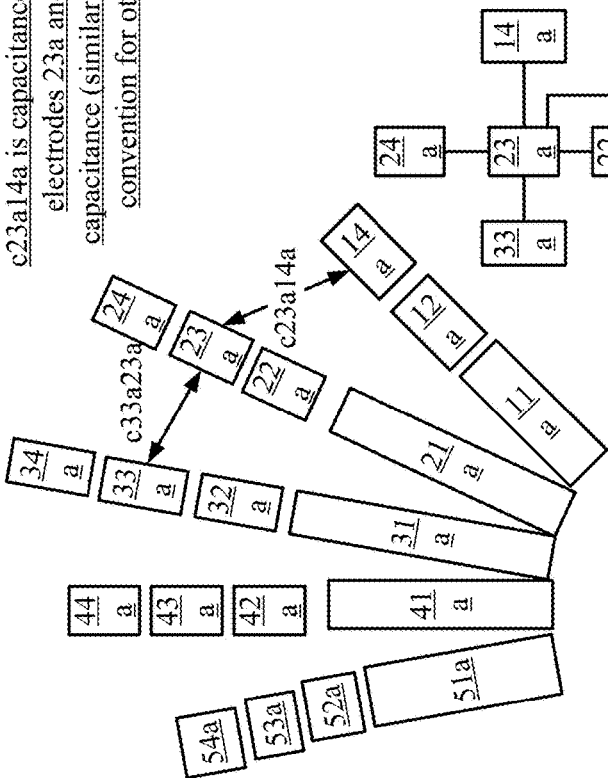 c23a14a is capacitance
electrodes 23a an
capacitance (similar
convention for ot
24
a
33
a
23
a
14
a
22
34
a
33
a
32
a
31
a
c33a23a
24
a
23
a
22
a
21
a
c23a14a
14
a
12
a
11
a
44
a
43
a
42
a
41
a
54a
53a
52a
51a